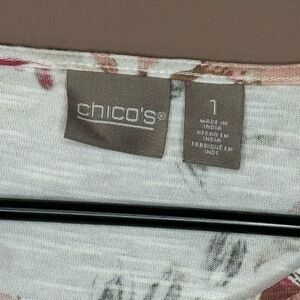 chico's®
1
MADE IN
INDIA
HECHO EN
INDIA
FABRIQUÉ EN
INDE